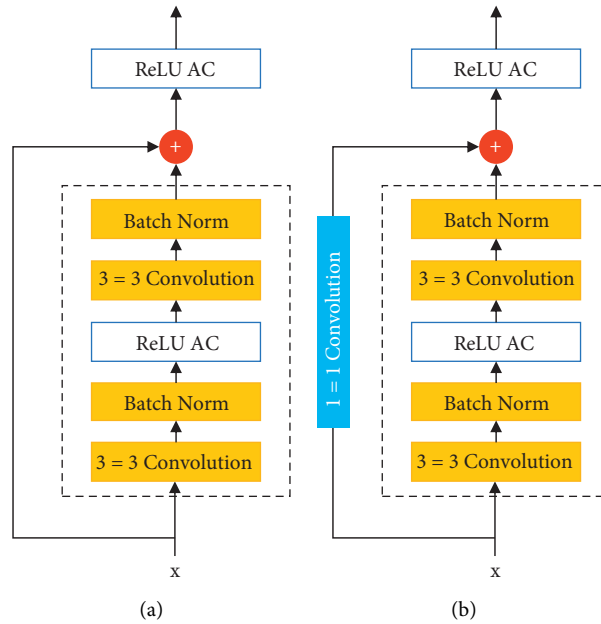 ReLU AC
+
Batch Norm
3 = 3 Convolution
ReLU AC
Batch Norm
3 = 3 Convolution
x
(a)
ReLU AC
+
Batch Norm
3 = 3 Convolution
ReLU AC
Batch Norm
3 = 3 Convolution
1 = 1 Convolution
x
(b)